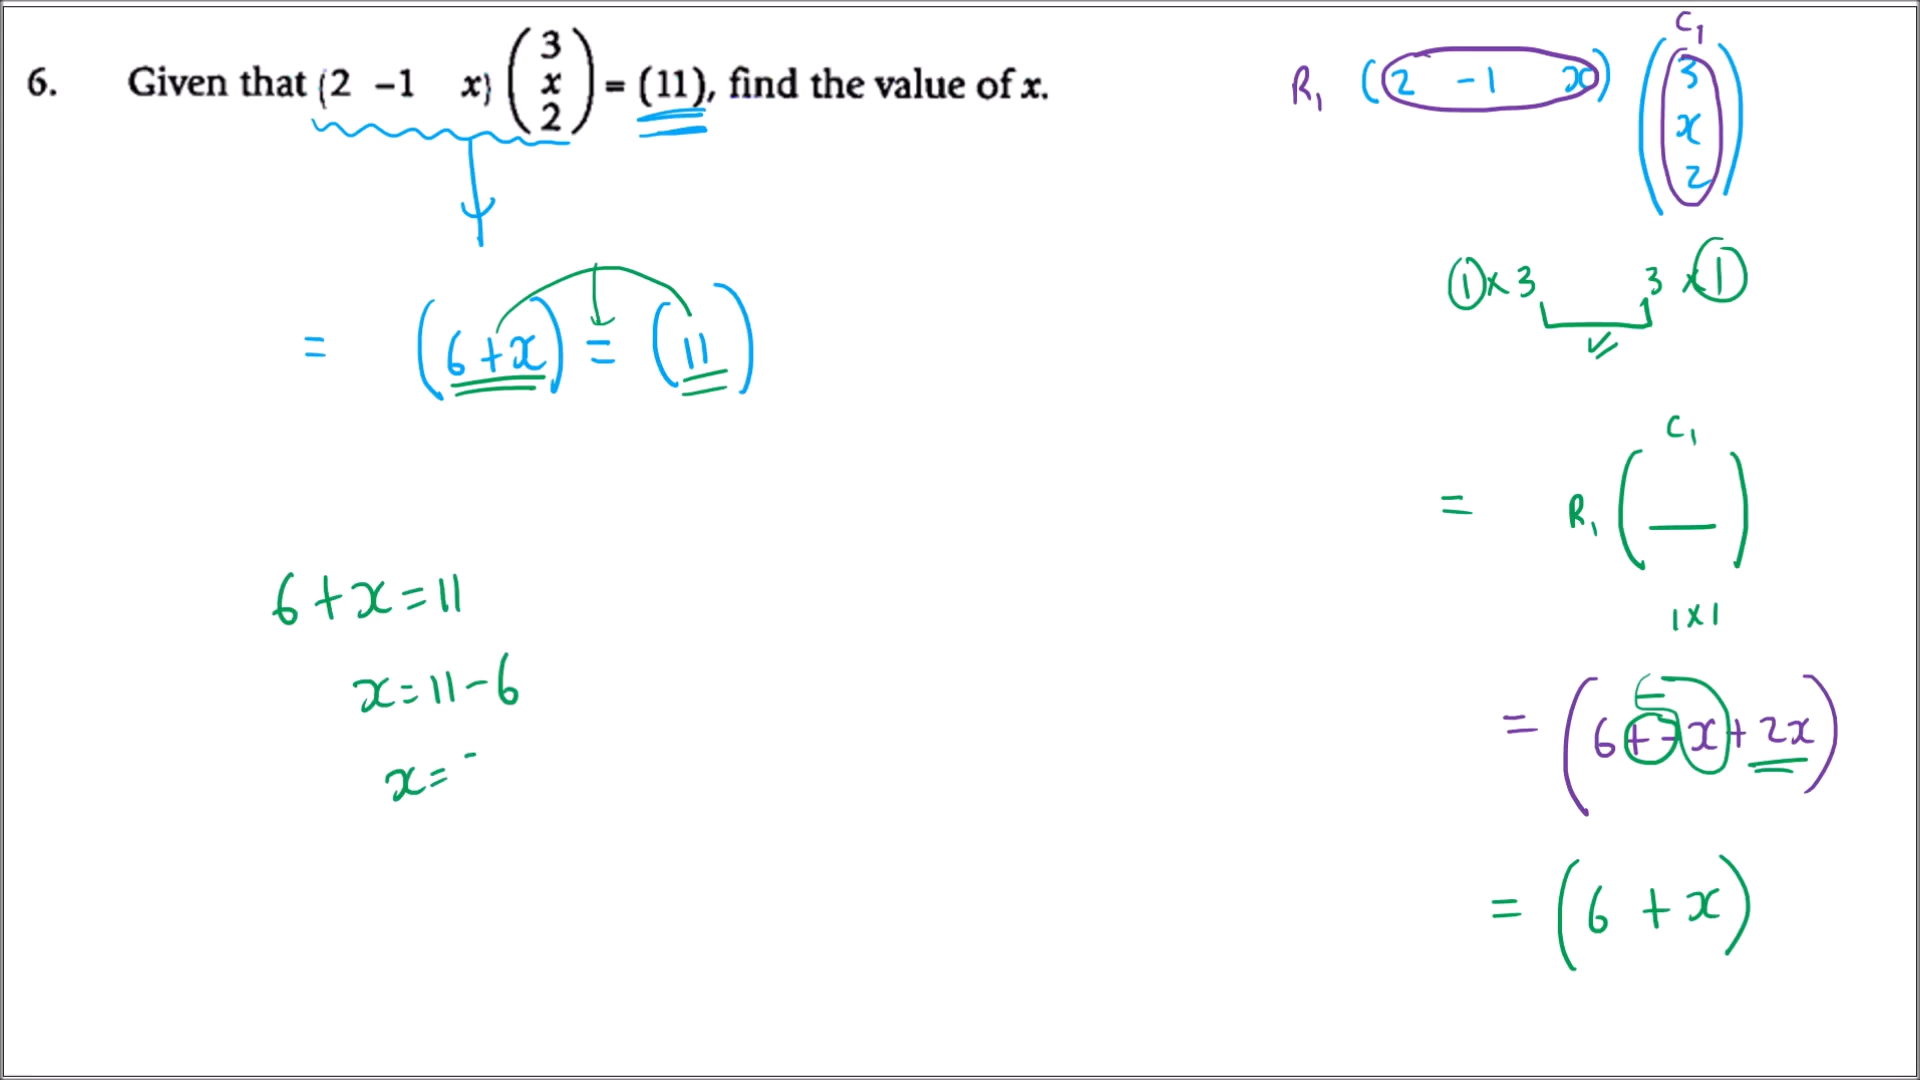 6. Given that (2 -1 x) (3 x 2) = (11), find the value of x.
= (6 + x) = (11)
6 + x = 11
x = 11 - 6
x = -
C1
R1 (2 -1 x) (3 x 2)
1 x 3 3 x 1
C1
= R1 ( )
1 x 1
= (6 + - x + 2x)
= (6 + x)